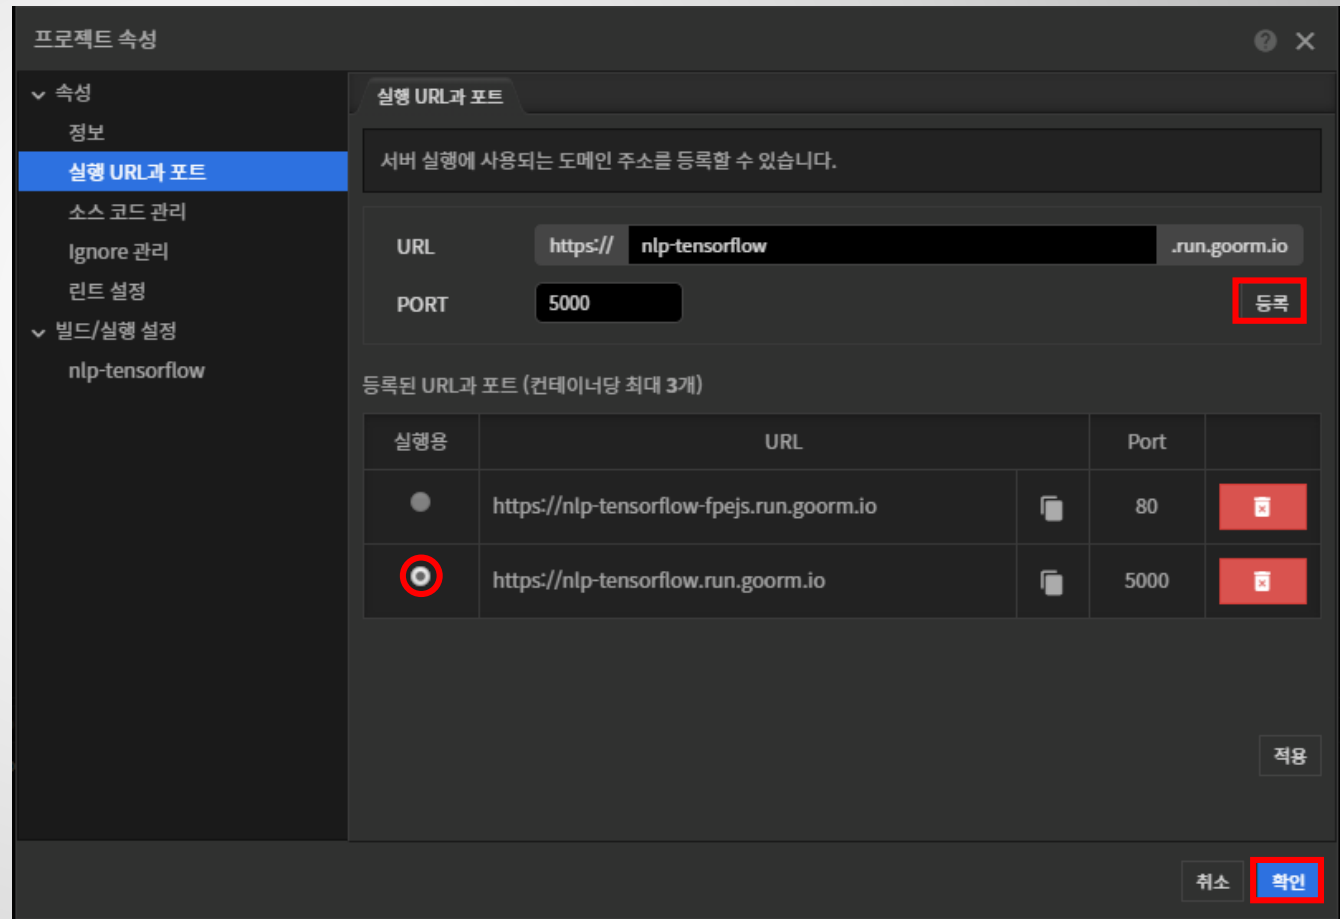 프로젝트 속성
속성
정보
실행 URL과 포트
소스 코드 관리
Ignore 관리
린트 설정
빌드/실행 설정
nlp-tensorflow
실행 URL과 포트
서버 실행에 사용되는 도메인 주소를 등록할 수 있습니다.
URL https:// nlp-tensorflow .run.goorm.io
PORT 5000 등록
등록된 URL과 포트 (컨테이너당 최대 3개)
실행용 URL Port
https://nlp-tensorflow-fpejs.run.goorm.io 80
https://nlp-tensorflow.run.goorm.io 5000
적용
취소 확인